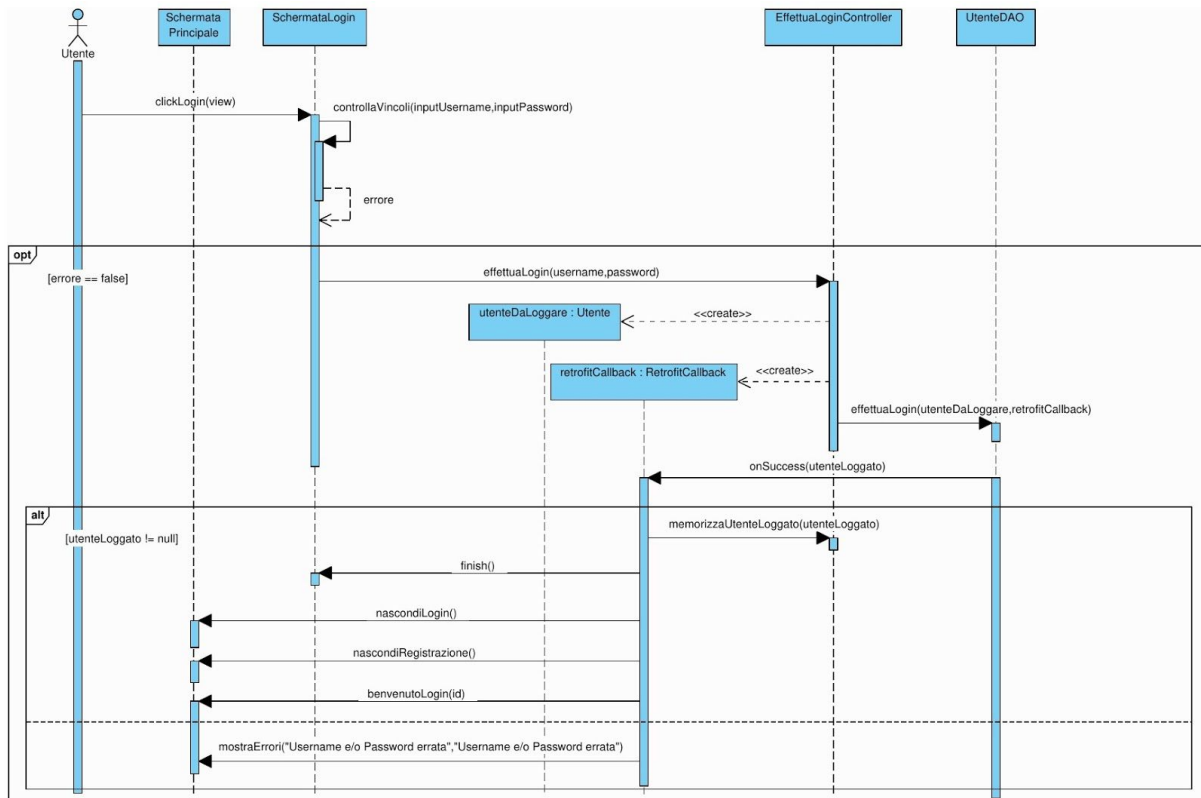 Schermata
Principale
SchermataLogin
EffettuaLoginController
UtenteDAO
Utente
clickLogin(view)
controllaVincoli(inputUsername,inputPassword)
errore
opt
[errore == false]
effettuaLogin(username,password)
utenteDaLoggare : Utente
<<create>>
retrofitCallback : RetrofitCallback
<<create>>
effettuaLogin(utenteDaLoggare,retrofitCallback)
onSuccess(utenteLoggato)
alt
[utenteLoggato != null]
memorizzaUtenteLoggato(utenteLoggato)
finish()
nascondiLogin()
nascondiRegistrazione()
benvenutoLogin(id)
mostraErrori("Username e/o Password errata","Username e/o Password errata")